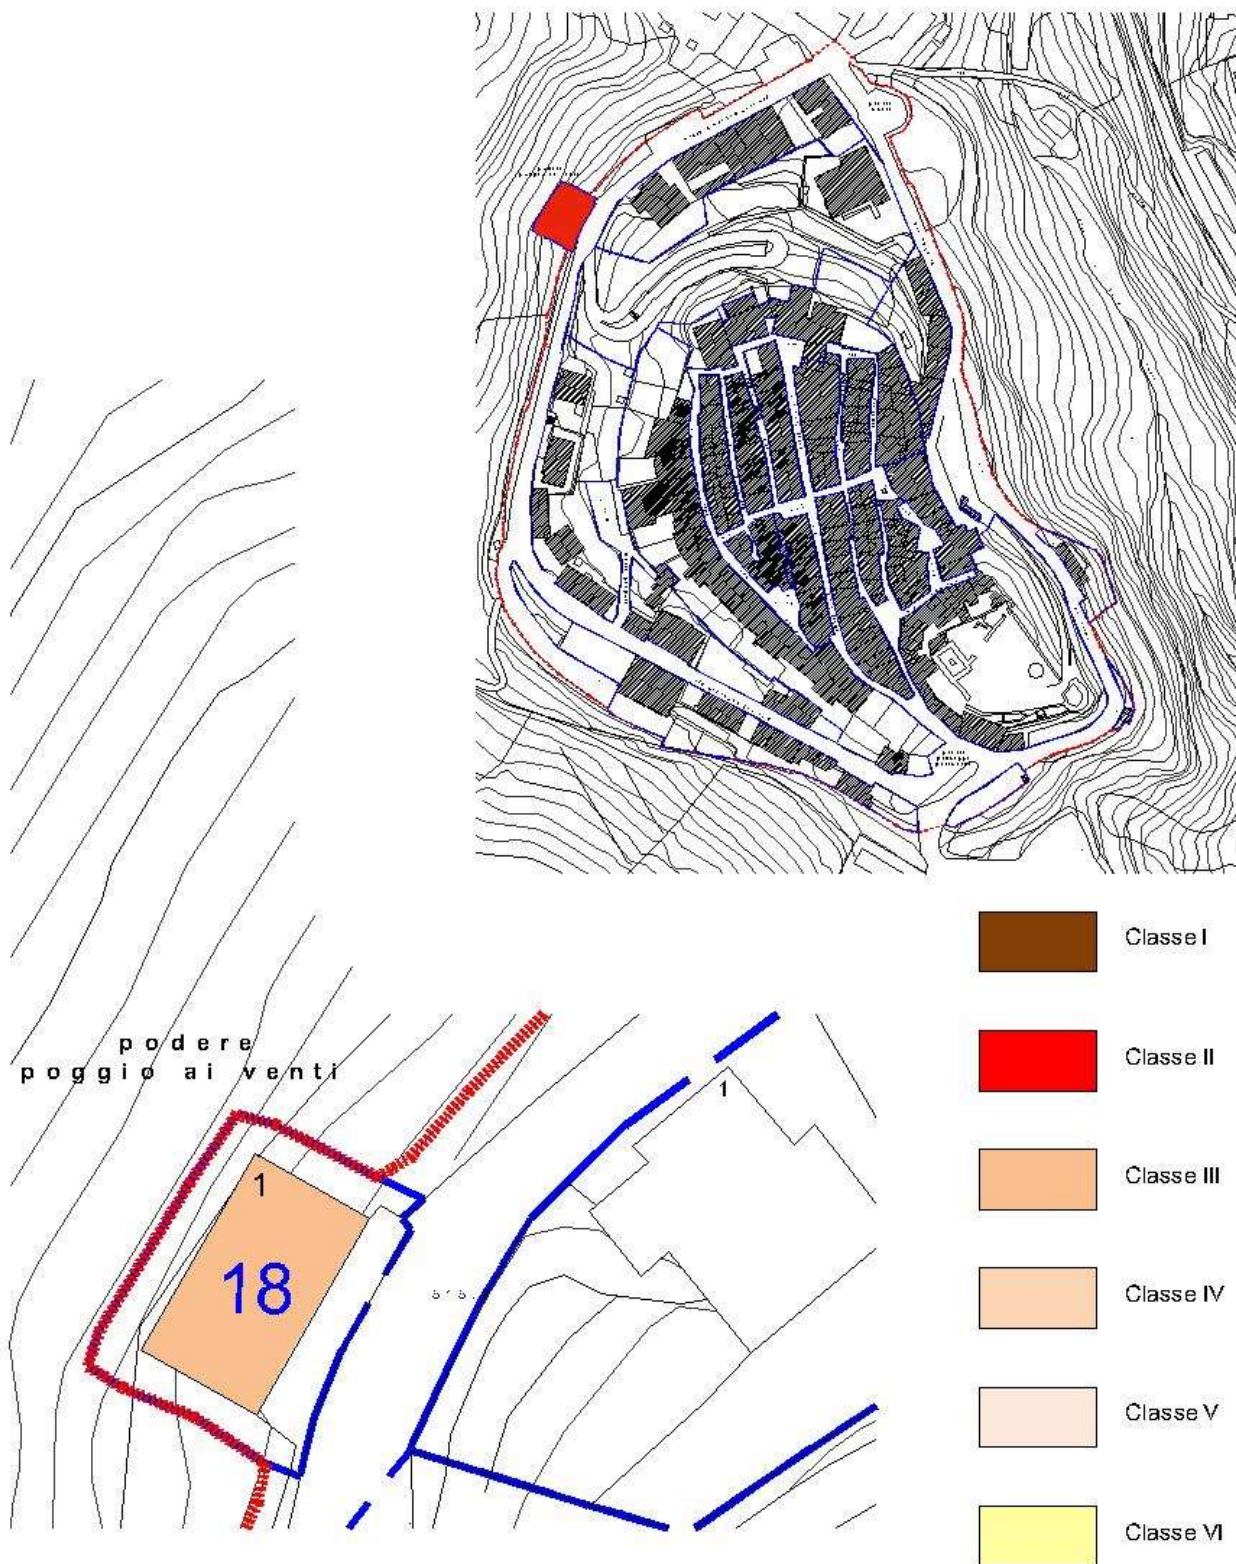 Classe I
Classe II
podere
poggio ai venti
1
1
Classe III
18
Classe IV
Classe V
Classe VI